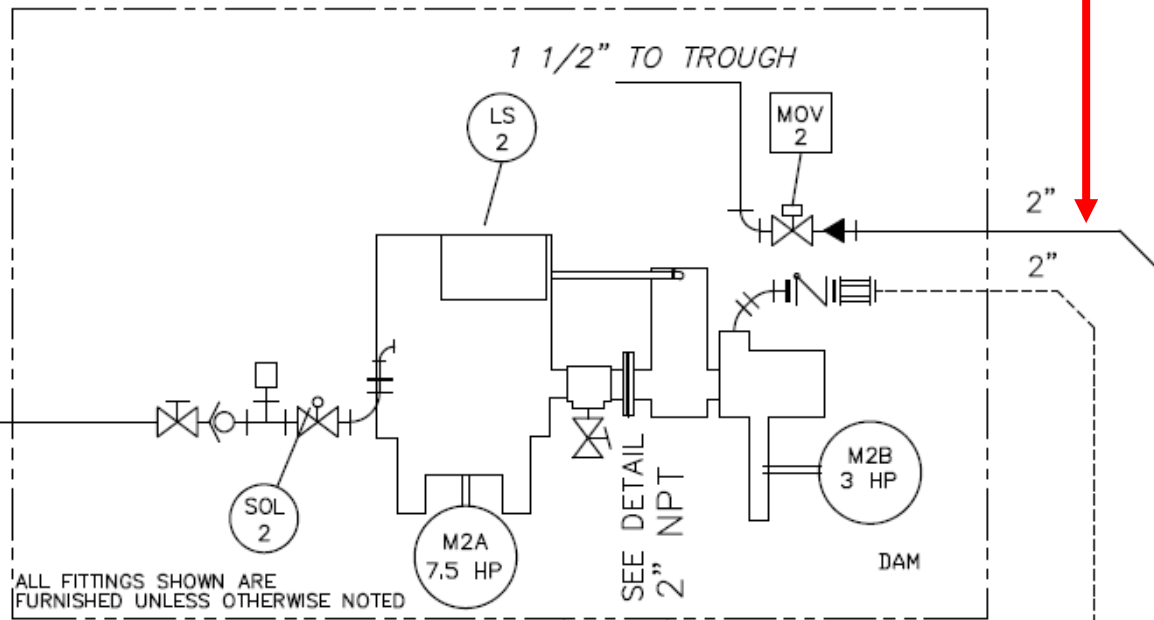 1 1/2” TO TROUGH
LS
2
MOV
2
2”
2”
SOL
2
M2A
7.5 HP
SEE DETAIL
2” NPT
M2B
3 HP
DAM
ALL FITTINGS SHOWN ARE
FURNISHED UNLESS OTHERWISE NOTED